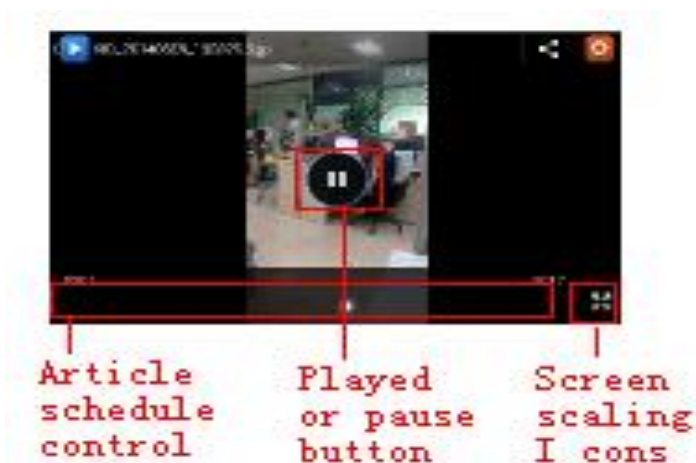 Article
schedule
control
Played
or pause
button
Screen
scaling
I cons